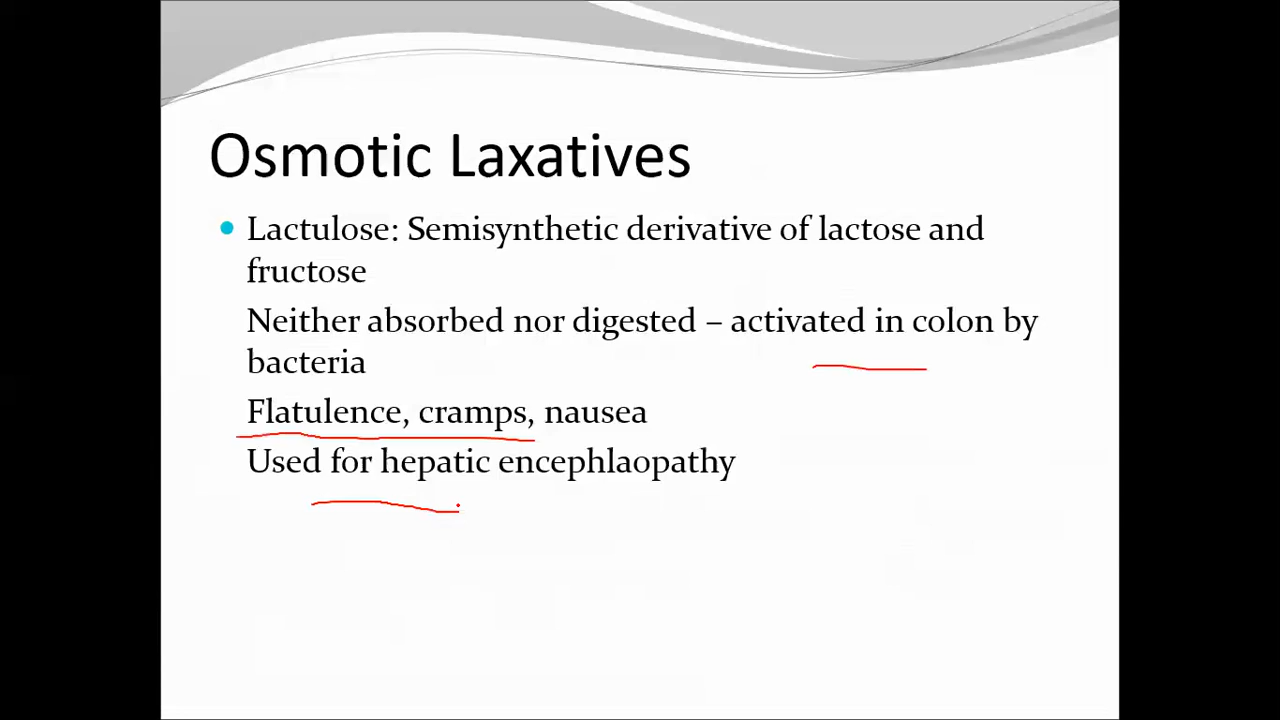 Osmotic Laxatives
Lactulose: Semisynthetic derivative of lactose and
fructose
Neither absorbed nor digested – activated in colon by
bacteria
Flatulence, cramps, nausea
Used for hepatic encephlaopathy